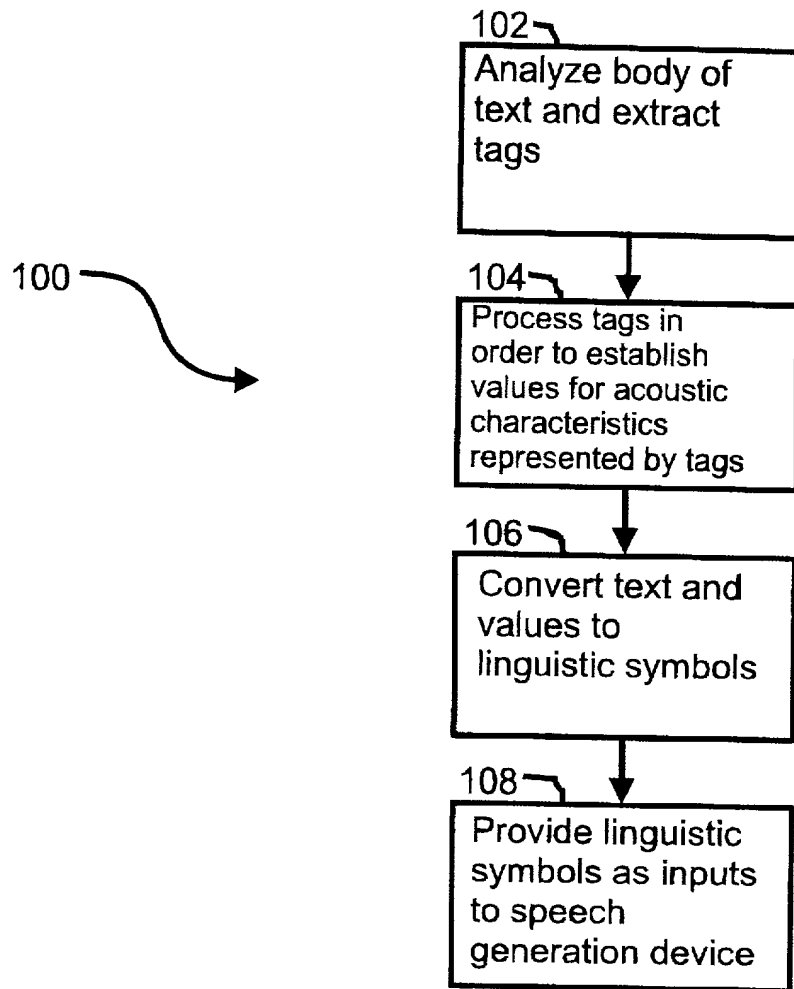 102
Analyze body of
text and extract
tags
100
104
Process tags in
order to establish
values for acoustic
characteristics
represented by tags
106
Convert text and
values to
linguistic symbols
108
Provide linguistic
symbols as inputs
to speech
generation device